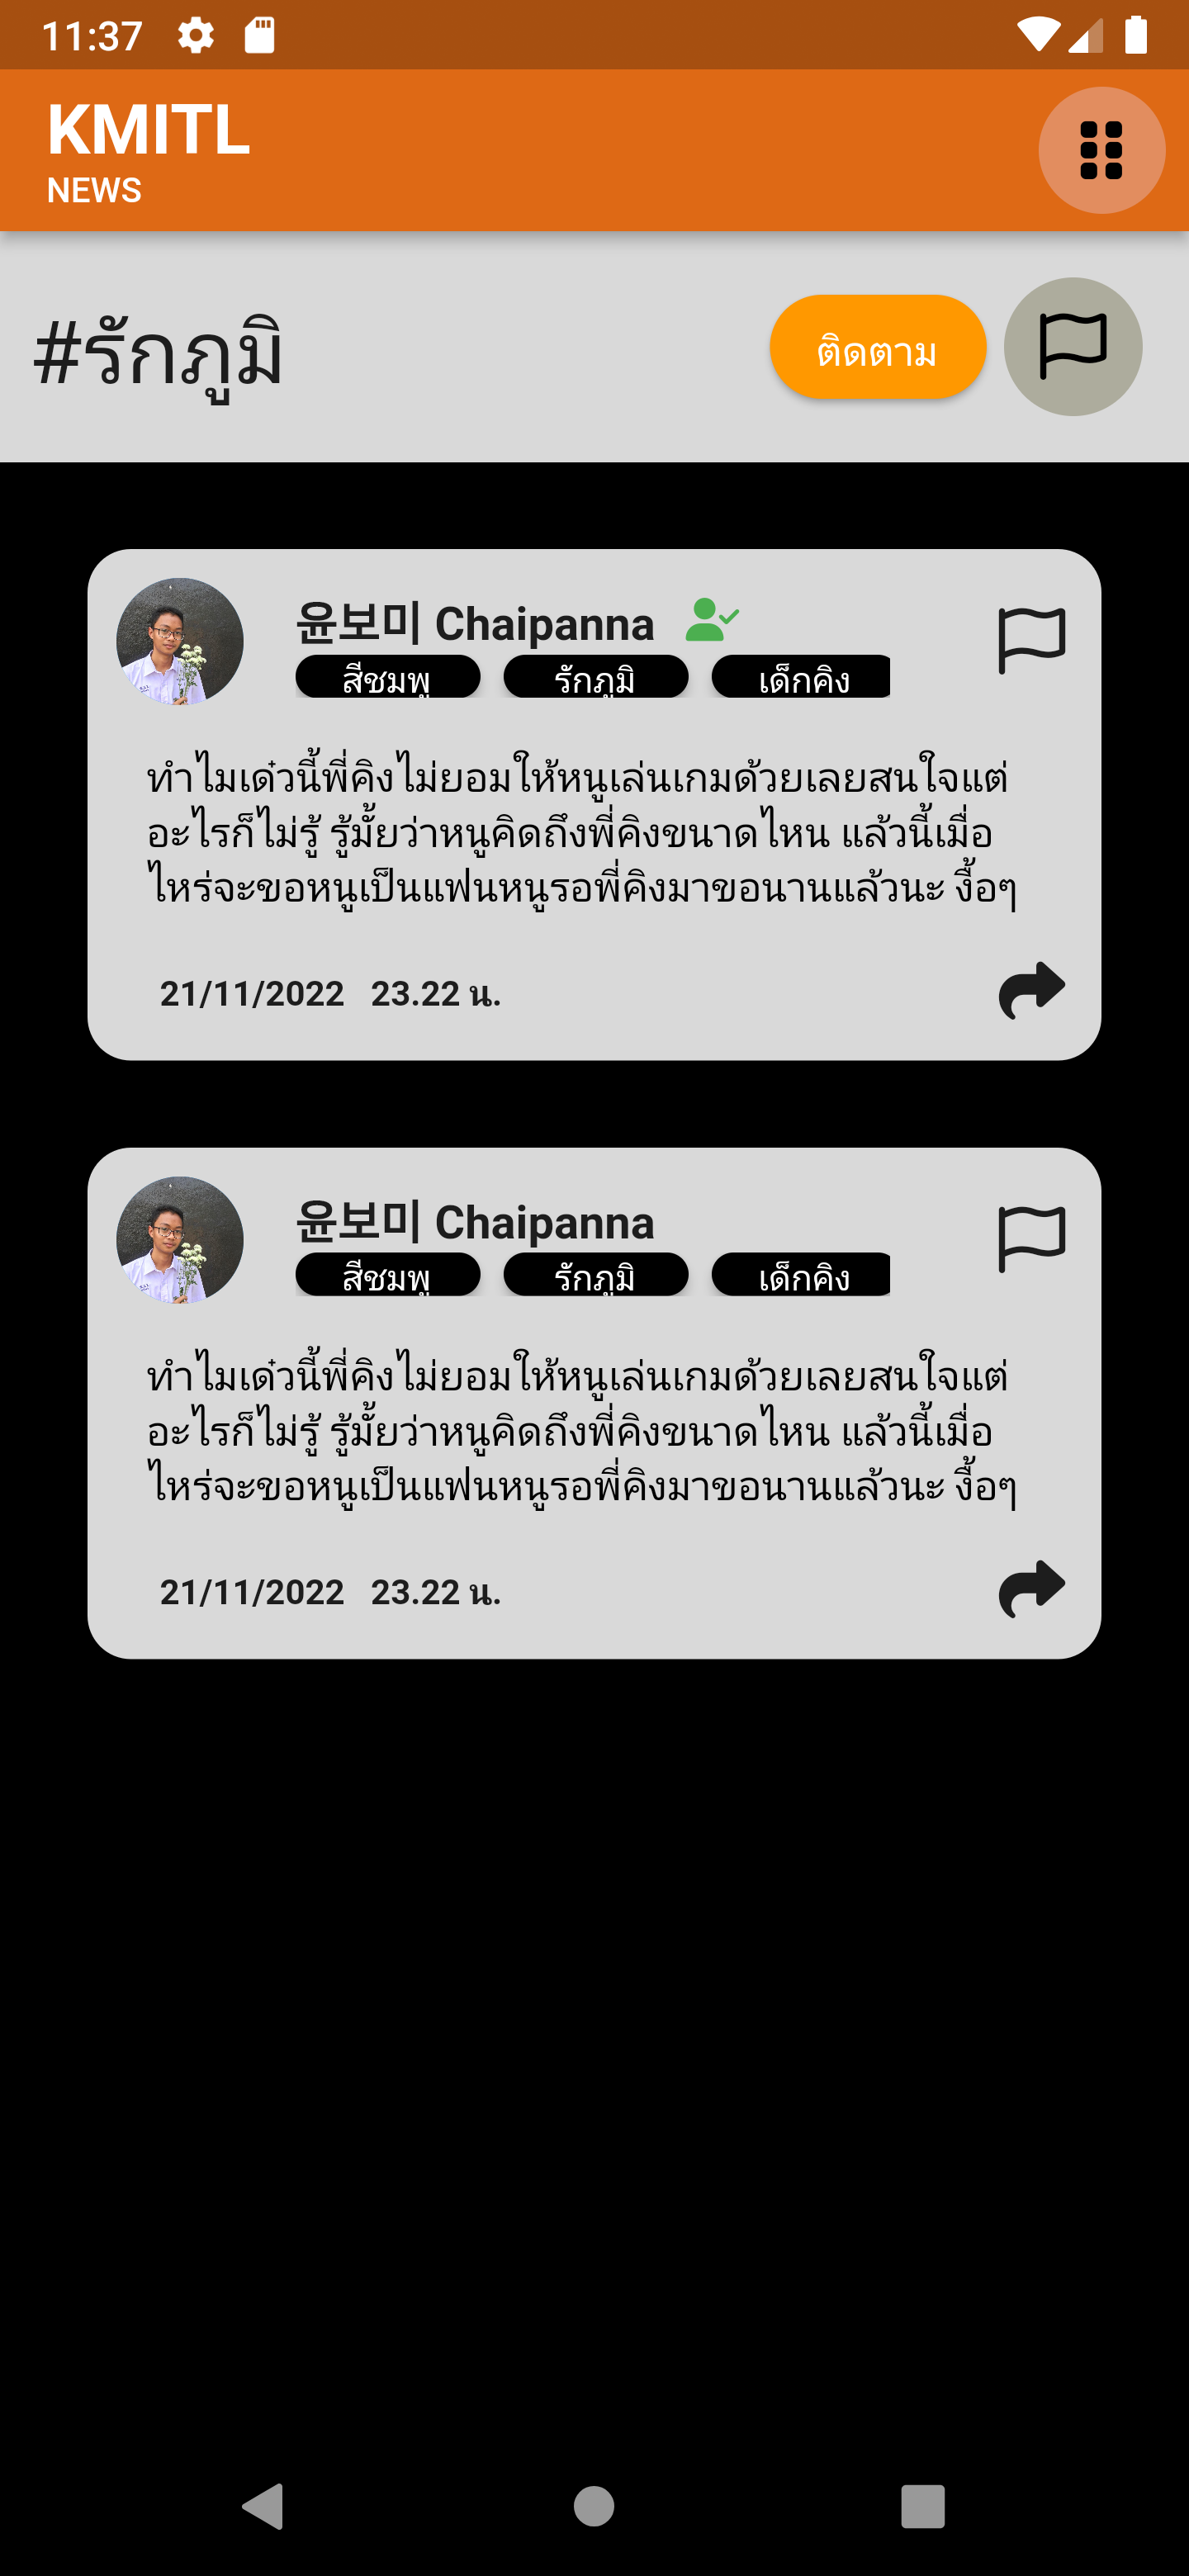 11:37
KMITL
NEWS
#รักภูมิ
ติดตาม
윤보미 Chaipanna
สีชมพู
รักภูมิ
เด็กคิง
ทำไมเด๋วนี้พี่คิงไม่ยอมให้หนูเล่นเกมด้วยเลยสนใจแต่
อะไรก็ไม่รู้ รู้มั้ยว่าหนูคิดถึงพี่คิงขนาดไหน แล้วนี้เมื่อ
ไหร่จะขอหนูเป็นแฟนหนูรอพี่คิงมาขอนานแล้วนะ งื้อๆ
21/11/2022 23.22 น.
윤보미 Chaipanna
สีชมพู
รักภูมิ
เด็กคิง
ทำไมเด๋วนี้พี่คิงไม่ยอมให้หนูเล่นเกมด้วยเลยสนใจแต่
อะไรก็ไม่รู้ รู้มั้ยว่าหนูคิดถึงพี่คิงขนาดไหน แล้วนี้เมื่อ
ไหร่จะขอหนูเป็นแฟนหนูรอพี่คิงมาขอนานแล้วนะ งื้อๆ
21/11/2022 23.22 น.